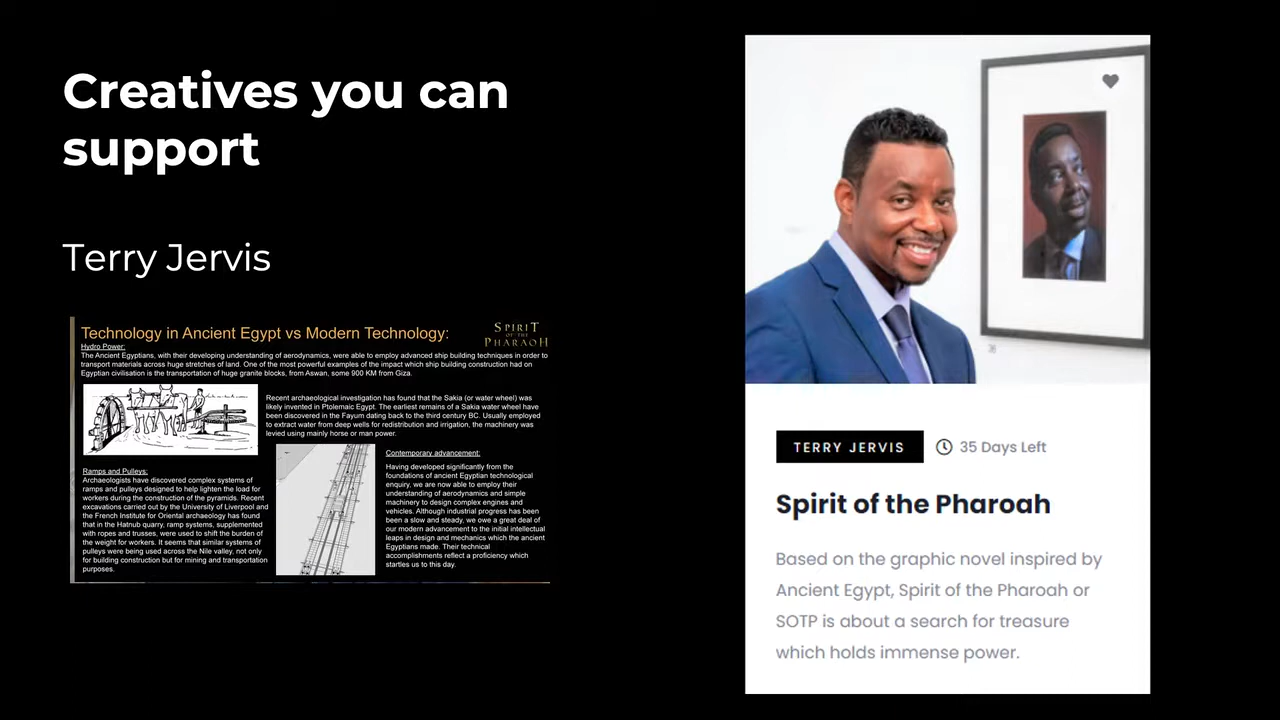 Creatives you can
support
Terry Jervis
Technology in Ancient Egypt vs Modern Technology:
SPIRIT
OF THE
PHARAOH
Hydro Power:
The Ancient Egyptians, with their developing understanding of aerodynamics, were able to employ advanced ship building techniques in order to
transport materials across huge stretches of land. One of the most powerful examples of the impact which ship building construction had on
Egyptian civilisation is the transportation of huge granite blocks, from Aswan, some 900 KM from Giza.
Recent archaeological investigation has found that the Sakia (or water wheel) was
likely invented in Ptolemaic Egypt. The earliest remains of a Sakia water wheel have
been discovered in the Fayum dating back to the third century BC. Usually employed
to extract water from deep wells for redistribution and irrigation, the machinery was
levied using mainly horse or man power.
Ramps and Pulleys:
Archaeologists have discovered complex systems of
ramps and pulleys designed to help lighten the load for
workers during the construction of the pyramids. Recent
excavations carried out by the University of Liverpool and
the French Institute for Oriental archaeology has found
that in the Hatnub quarry, ramp systems, supplemented
with ropes and trusses, were used to shift the burden of
the weight for workers. It seems that similar systems of
pulleys were being used across the Nile valley, not only
for building construction but for mining and transportation
purposes.
Contemporary advancement:
Having developed significantly from the
foundations of ancient Egyptian technological
enquiry, we are now able to employ their
understanding of aerodynamics and simple
machinery to design complex engines and
vehicles. Although industrial progress has been
been a slow and steady, we owe a great deal of
our modern advancement to the initial intellectual
leaps in design and mechanics which the ancient
Egyptians made. Their technical
accomplishments reflect a proficiency which
startles us to this day.
TERRY JERVIS
35 Days Left
Spirit of the Pharoah
Based on the graphic novel inspired by
Ancient Egypt, Spirit of the Pharoah or
SOTP is about a search for treasure
which holds immense power.